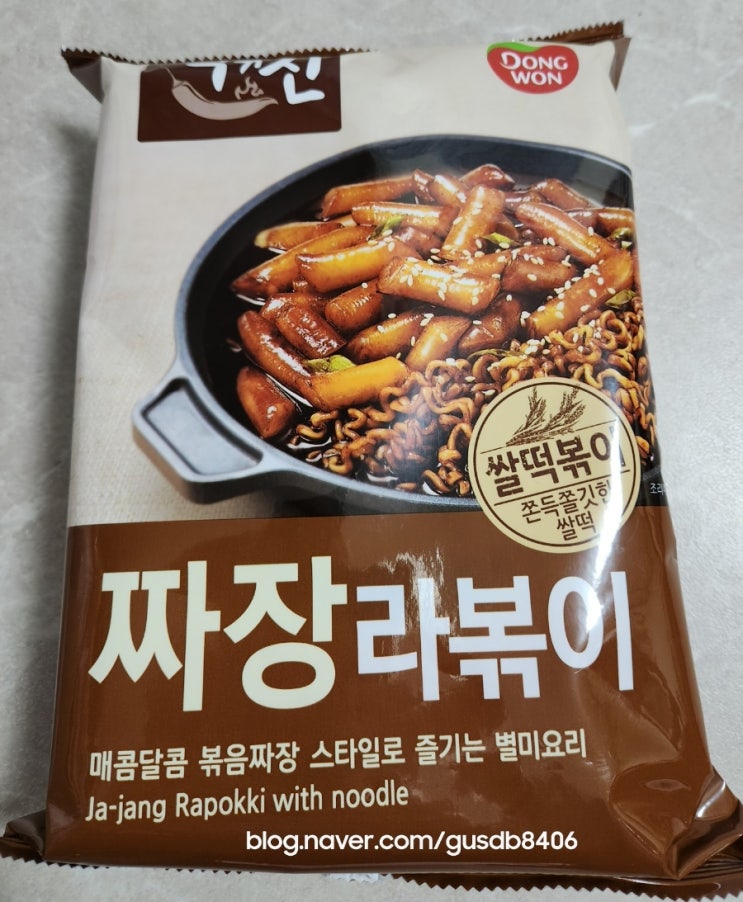 DONG
WON
쌀떡볶이
쫀득쫄깃한
쌀떡
짜장라볶이
매콤달콤 볶음짜장 스타일로 즐기는 별미요리
Ja-jang Rapokki with noodle
blog.naver.com/gusdb8406